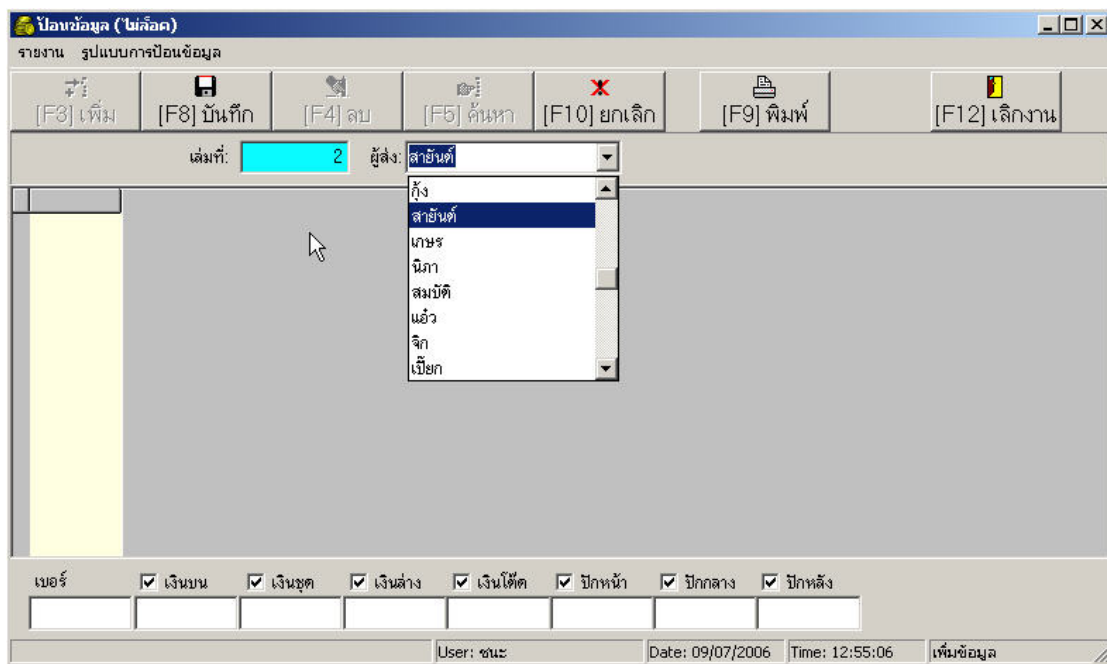 ป้อนข้อมูล (ไม่ล็อค)
รายงาน รูปแบบการป้อนข้อมูล
[F3] เพิ่ม [F8] บันทึก [F4] ลบ [F5] ค้นหา [F10] ยกเลิก [F9] พิมพ์ [F12] เลิกงาน
เล่มที่: 2 ผู้ส่ง: สายันต์
กุ้ง
สายันต์
เกษร
นิภา
สมบัติ
แอ๋ว
จิก
เปี๊ยก
เบอร์ เงินบน เงินชุด เงินล่าง เงินโต๊ด ปักหน้า ปักกลาง ปักหลัง
User: ชนะ Date: 09/07/2006 Time: 12:55:06 เพิ่มข้อมูล